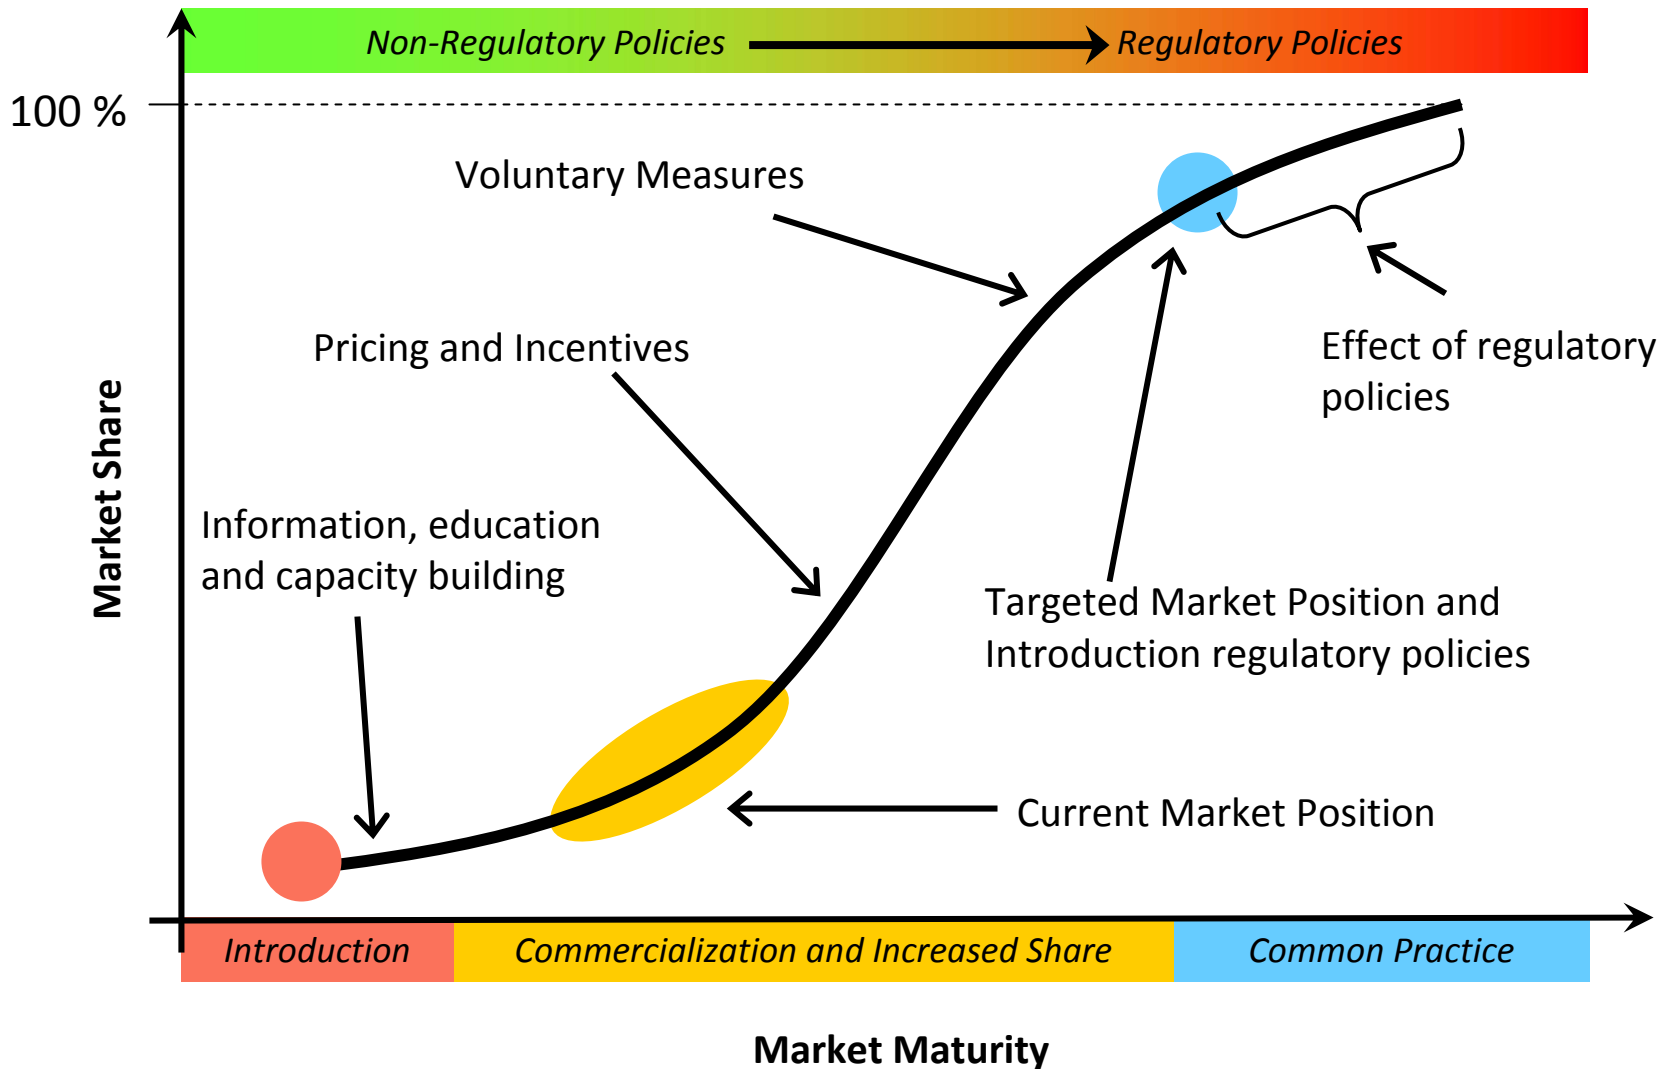 Non-Regulatory Policies
Regulatory Policies
100 %
Voluntary Measures
Pricing and Incentives
Effect of regulatory
policies
Market Share
Information, education
and capacity building
Targeted Market Position and
Introduction regulatory policies
Current Market Position
Introduction
Commercialization and Increased Share
Common Practice
Market Maturity